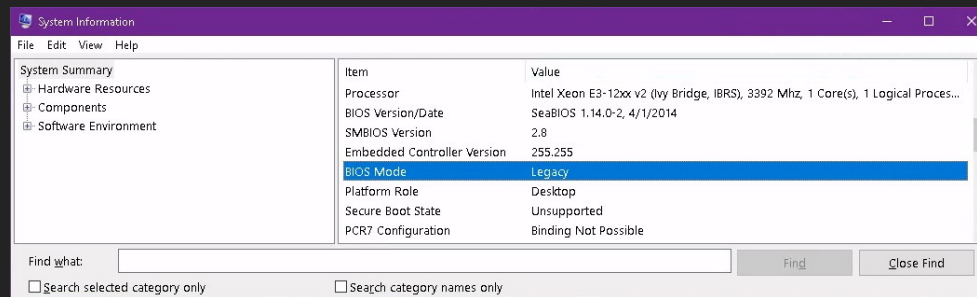 System Information
File Edit View Help
System Summary
Hardware Resources
Components
Software Environment
Item Value
Processor Intel Xeon E3-12xx v2 (Ivy Bridge, IBRS), 3392 Mhz, 1 Core(s), 1 Logical Proces...
BIOS Version/Date SeaBIOS 1.14.0-2, 4/1/2014
SMBIOS Version 2.8
Embedded Controller Version 255.255
BIOS Mode Legacy
Platform Role Desktop
Secure Boot State Unsupported
PCR7 Configuration Binding Not Possible
Find what: Find Close Find
Search selected category only Search category names only